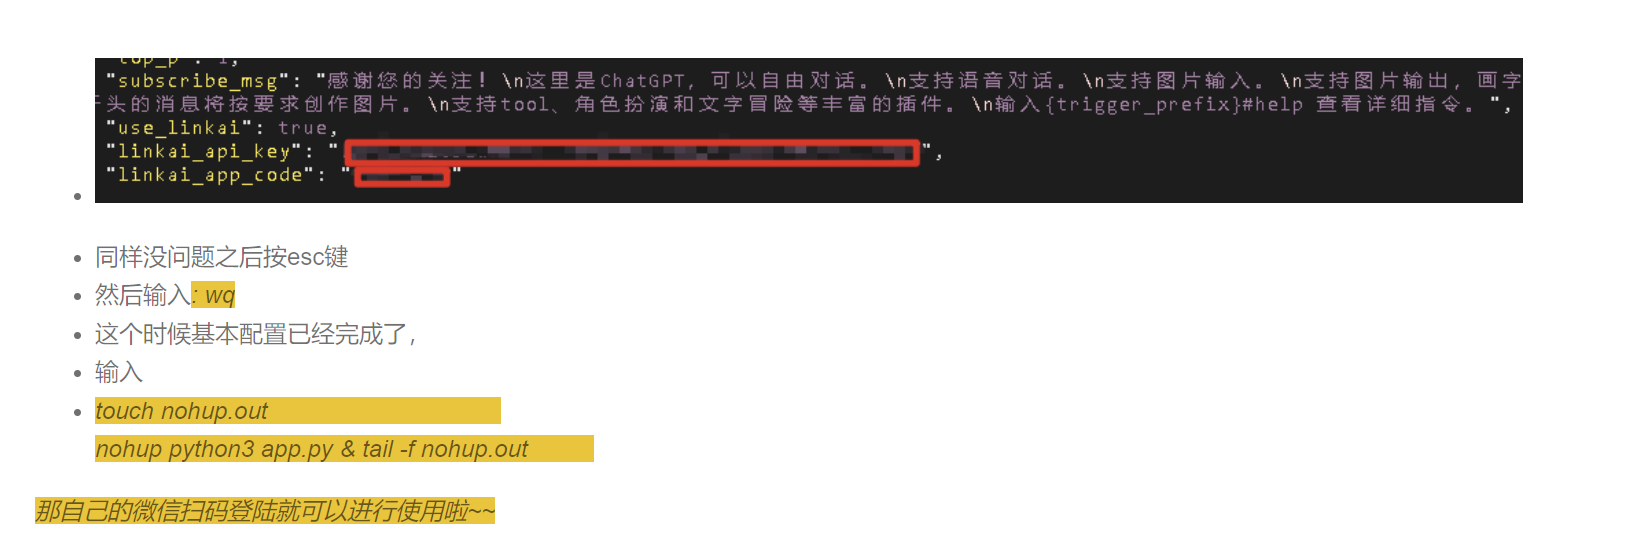 "top_p": 1,
"subscribe_msg": "感谢您的关注！\n这里是ChatGPT，可以自由对话。\n支持语音对话。\n支持图片输入。\n支持图片输出，画字
头的消息将按要求创作图片。\n支持tool、角色扮演和文字冒险等丰富的插件。\n输入{trigger_prefix}#help 查看详细指令。",
"use_linkai": true,
"linkai_api_key": "",
"linkai_app_code": ""
同样没问题之后按esc键
然后输入: wq
这个时候基本配置已经完成了，
输入
touch nohup.out
nohup python3 app.py & tail -f nohup.out
那自己的微信扫码登陆就可以进行使用啦~~